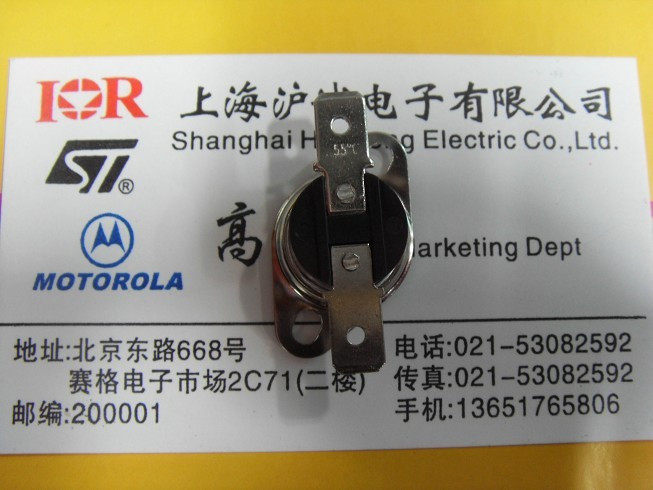 IOR 上海沪 电子有限公司
Shanghai Electric Co.,Ltd.
ST®
55℃
高 Marketing Dept
MOTOROLA
地址:北京东路668号
赛格电子市场2C71(二楼)
邮编:200001
电话:021-53082592
传真:021-53082592
手机:13651765806